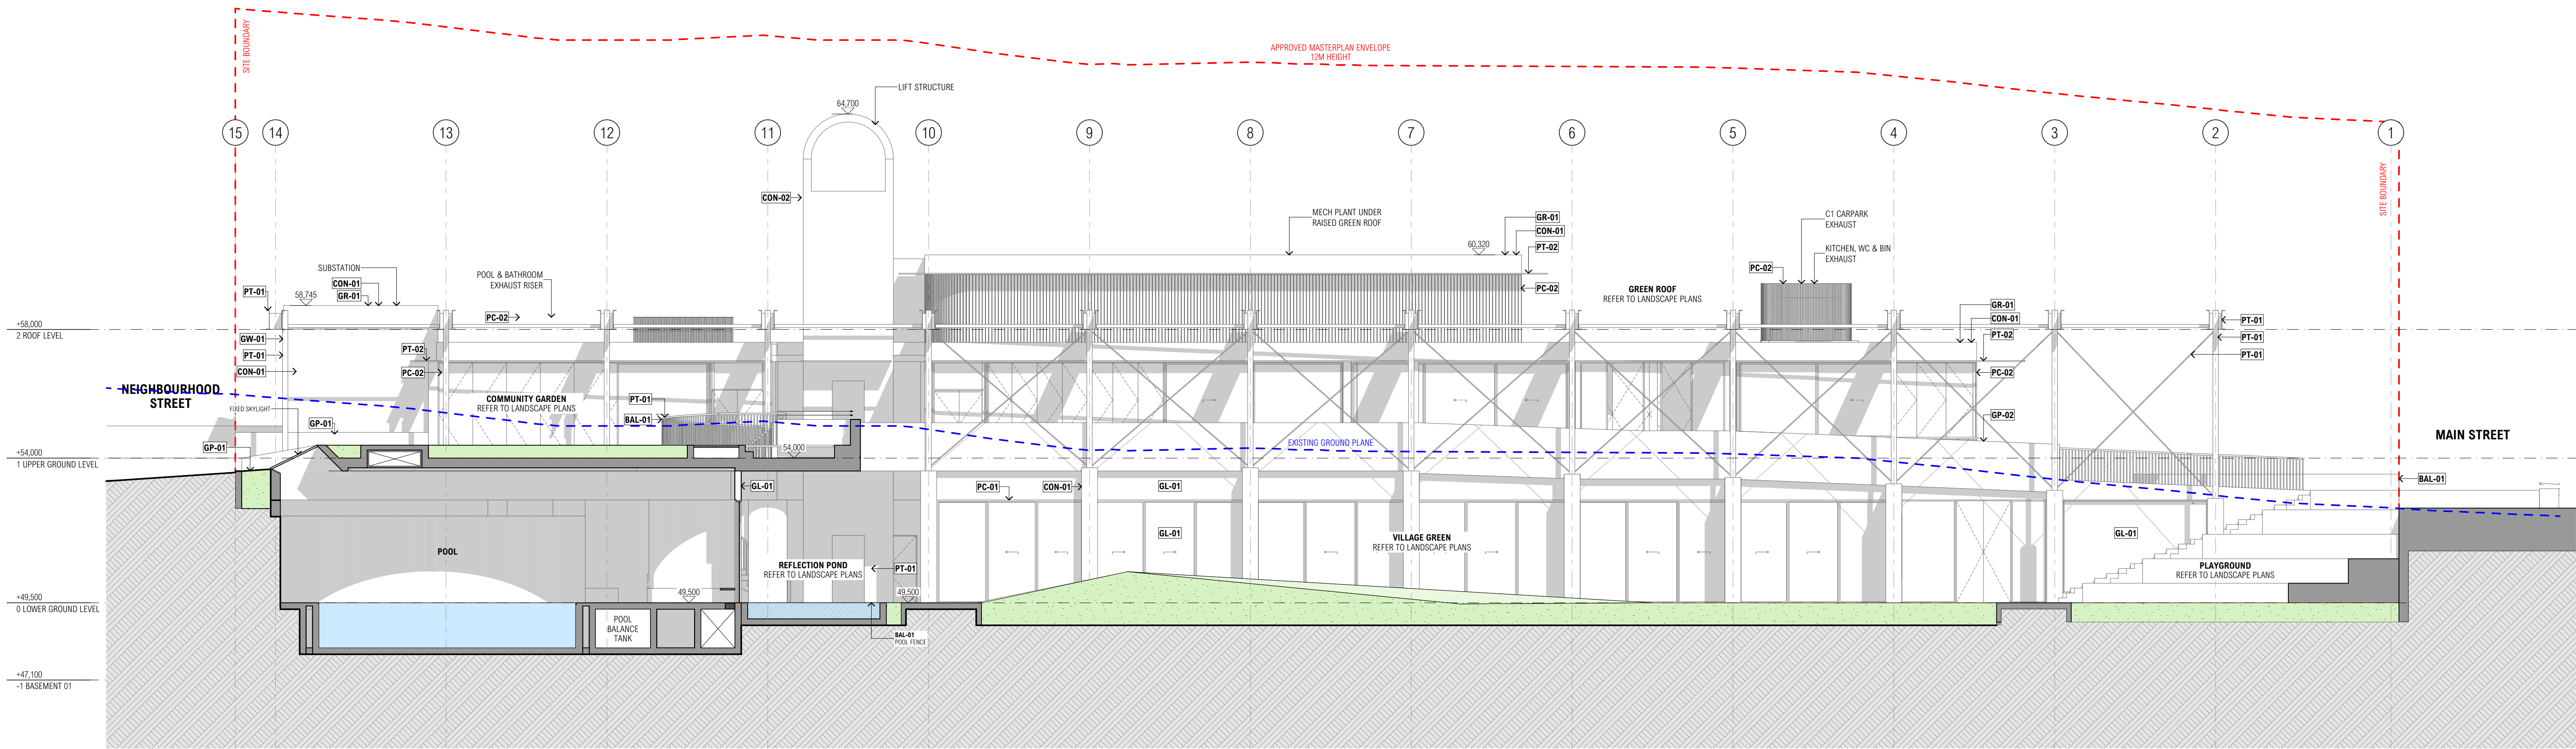 SITE BOUNDARY
APPROVED MASTERPLAN ENVELOPE
12M HEIGHT
LIFT STRUCTURE
64,700
15
14
13
12
11
10
9
8
7
6
5
4
3
2
1
SITE BOUNDARY
CON-02
MECH PLANT UNDER
RAISED GREEN ROOF
GR-01
CON-01
PT-02
60,320
C1 CARPARK
EXHAUST
KITCHEN, WC & BIN
EXHAUST
PC-02
SUBSTATION
CON-01
GR-01
PT-01
58,745
POOL & BATHROOM
EXHAUST RISER
PC-02
PC-02
GREEN ROOF
REFER TO LANDSCAPE PLANS
GR-01
CON-01
PT-02
PC-02
PT-01
PT-01
PT-01
+58,000
2 ROOF LEVEL
GW-01
PT-01
CON-01
PT-02
PC-02
NEIGHBOURHOOD
STREET
FIXED SKYLIGHT
COMMUNITY GARDEN
REFER TO LANDSCAPE PLANS
PT-01
BAL-01
GP-01
GP-01
GP-02
EXISTING GROUND PLANE
MAIN STREET
+54,000
1 UPPER GROUND LEVEL
54,000
GL-01
PC-01
CON-01
GL-01
BAL-01
GL-01
GL-01
POOL
VILLAGE GREEN
REFER TO LANDSCAPE PLANS
REFLECTION POND
REFER TO LANDSCAPE PLANS
PT-01
PLAYGROUND
REFER TO LANDSCAPE PLANS
49,500
49,500
+49,500
0 LOWER GROUND LEVEL
POOL
BALANCE
TANK
BAL-01
POOL FENCE
+47,100
-1 BASEMENT 01